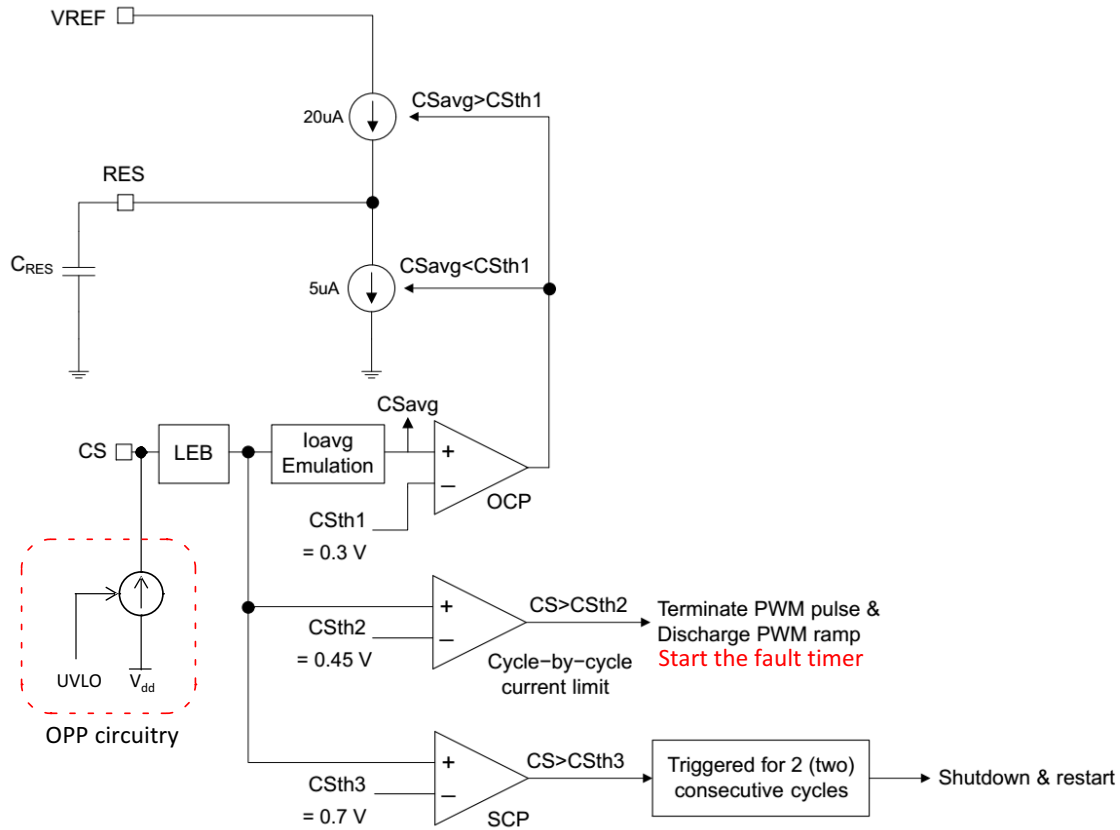 VREF
20uA
CSavg>CSth1
RES
CRES
5uA
CSavg<CSth1
CSavg
CS
LEB
Ioavg
Emulation
+
−
OCP
CSth1
= 0.3 V
UVLO
Vdd
OPP circuitry
CSth2
= 0.45 V
+
−
CS>CSth2
Cycle−by−cycle
current limit
Terminate PWM pulse &
Discharge PWM ramp
Start the fault timer
CSth3
= 0.7 V
+
−
SCP
CS>CSth3
Triggered for 2 (two)
consecutive cycles
Shutdown & restart